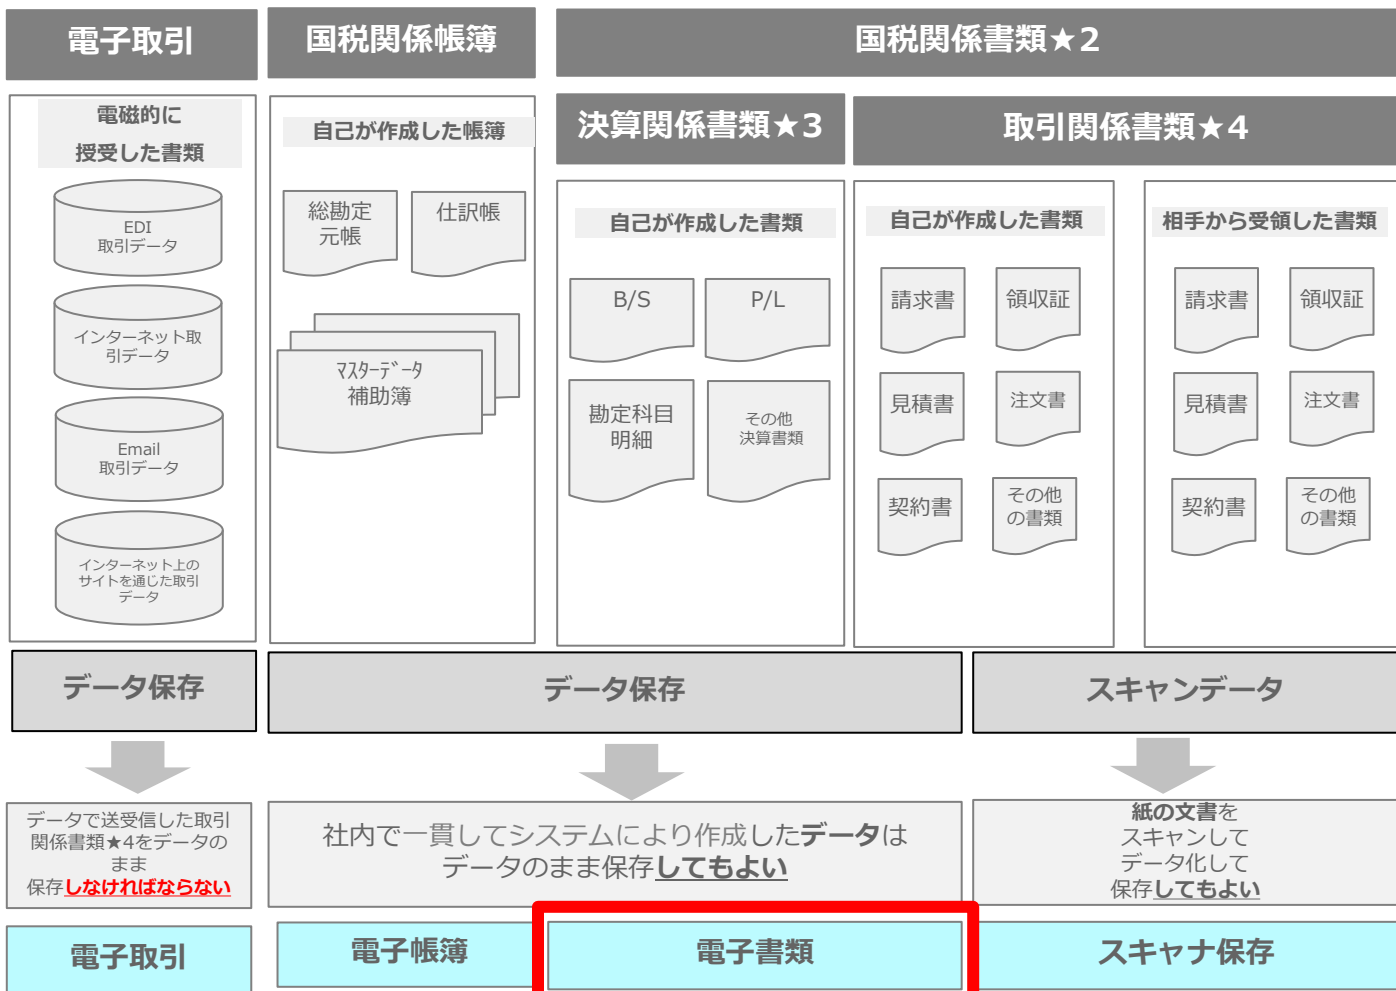 電子取引
国税関係帳簿
国税関係書類★2
決算関係書類★3
取引関係書類★4
電磁的に
授受した書類
EDI
取引データ
インターネット取
引データ
Email
取引データ
インターネット上の
サイトを通じた取引
データ
自己が作成した帳簿
総勘定
元帳
仕訳帳
ﾏｽﾀｰﾃﾞｰﾀ
補助簿
自己が作成した書類
B/S
P/L
勘定科目
明細
その他
決算書類
自己が作成した書類
請求書
領収証
見積書
注文書
契約書
その他
の書類
相手から受領した書類
請求書
領収証
見積書
注文書
契約書
その他
の書類
データ保存
データ保存
スキャンデータ
データで送受信した取引
関係書類★4をデータの
まま
保存しなければならない
社内で一貫してシステムにより作成したデータは
データのまま保存してもよい
紙の文書を
スキャンして
データ化して
保存してもよい
電子取引
電子帳簿
電子書類
スキャナ保存